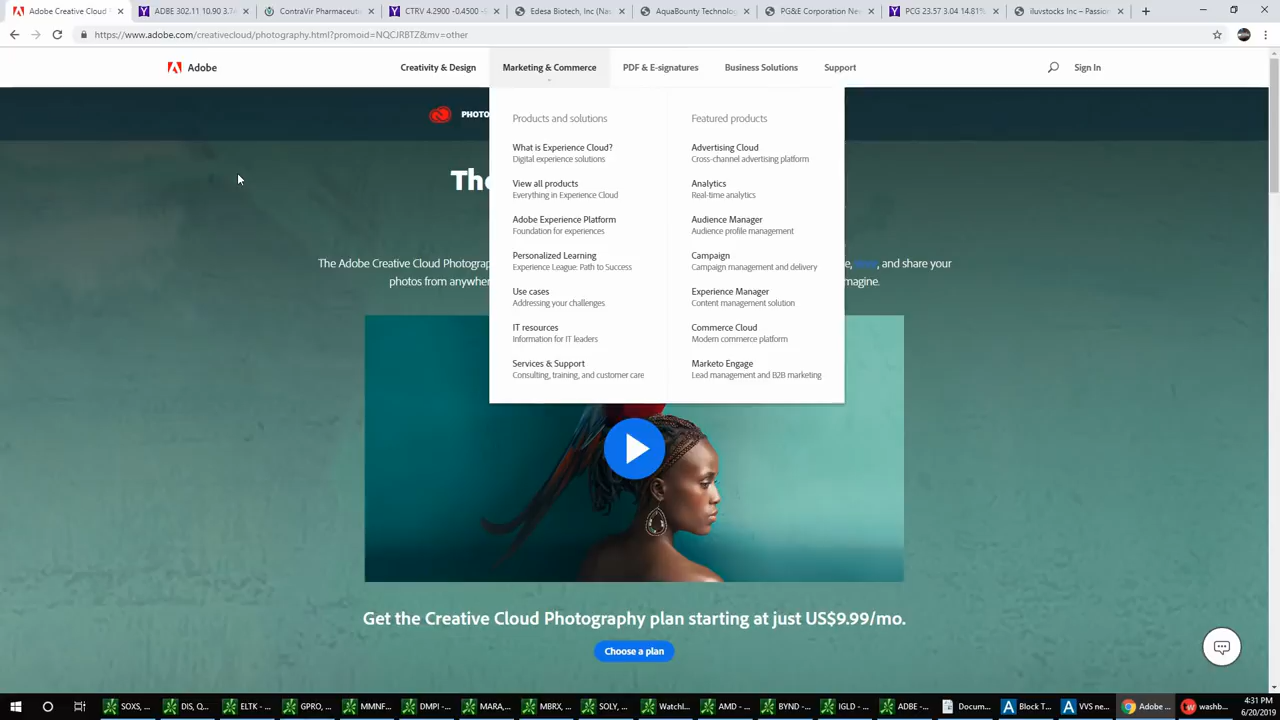 Adobe Creative Cloud P
ADBE 302.11 10.90 3.7
ContraVir Pharmaceutic
CTRV 4.2900 -0.4500 -
Edesa Biotech, Inc (Nas
AquaBounty Technolog
PG&E Corporation Ne
PCG 23.57 3.04 14.81%
iluvstocks Inc – Passion
https://www.adobe.com/creativecloud/photography.html?promoid=NQCJRBTZ&mv=other
Adobe
Creativity & Design
Marketing & Commerce
PDF & E-signatures
Business Solutions
Support
Sign In
PHOTO
The
Products and solutions
Featured products
What is Experience Cloud?
Digital experience solutions
Advertising Cloud
Cross-channel advertising platform
View all products
Everything in Experience Cloud
Analytics
Real-time analytics
Adobe Experience Platform
Foundation for experiences
Audience Manager
Audience profile management
Personalized Learning
Experience League: Path to Success
Campaign
Campaign management and delivery
Use cases
Addressing your challenges
Experience Manager
Content management solution
IT resources
Information for IT leaders
Commerce Cloud
Modern commerce platform
Services & Support
Consulting, training, and customer care
Marketo Engage
Lead management and B2B marketing
The Adobe Creative Cloud Photogra
, and share your
photos from anywher
imagine.
Get the Creative Cloud Photography plan starting at just US$9.99/mo.
Choose a plan
SOXS, ...
DIS, Q...
ELTK - ...
GPRO, ...
MMNF...
DMPI - ...
MARA,...
MBRX, ...
SOLY, ...
Watchl...
AMD - ...
BYND - ...
IGLD - ...
ADBE - ...
Docum...
Block T...
VVS ne...
Adobe ...
washb...
4:31 PM
6/20/2019